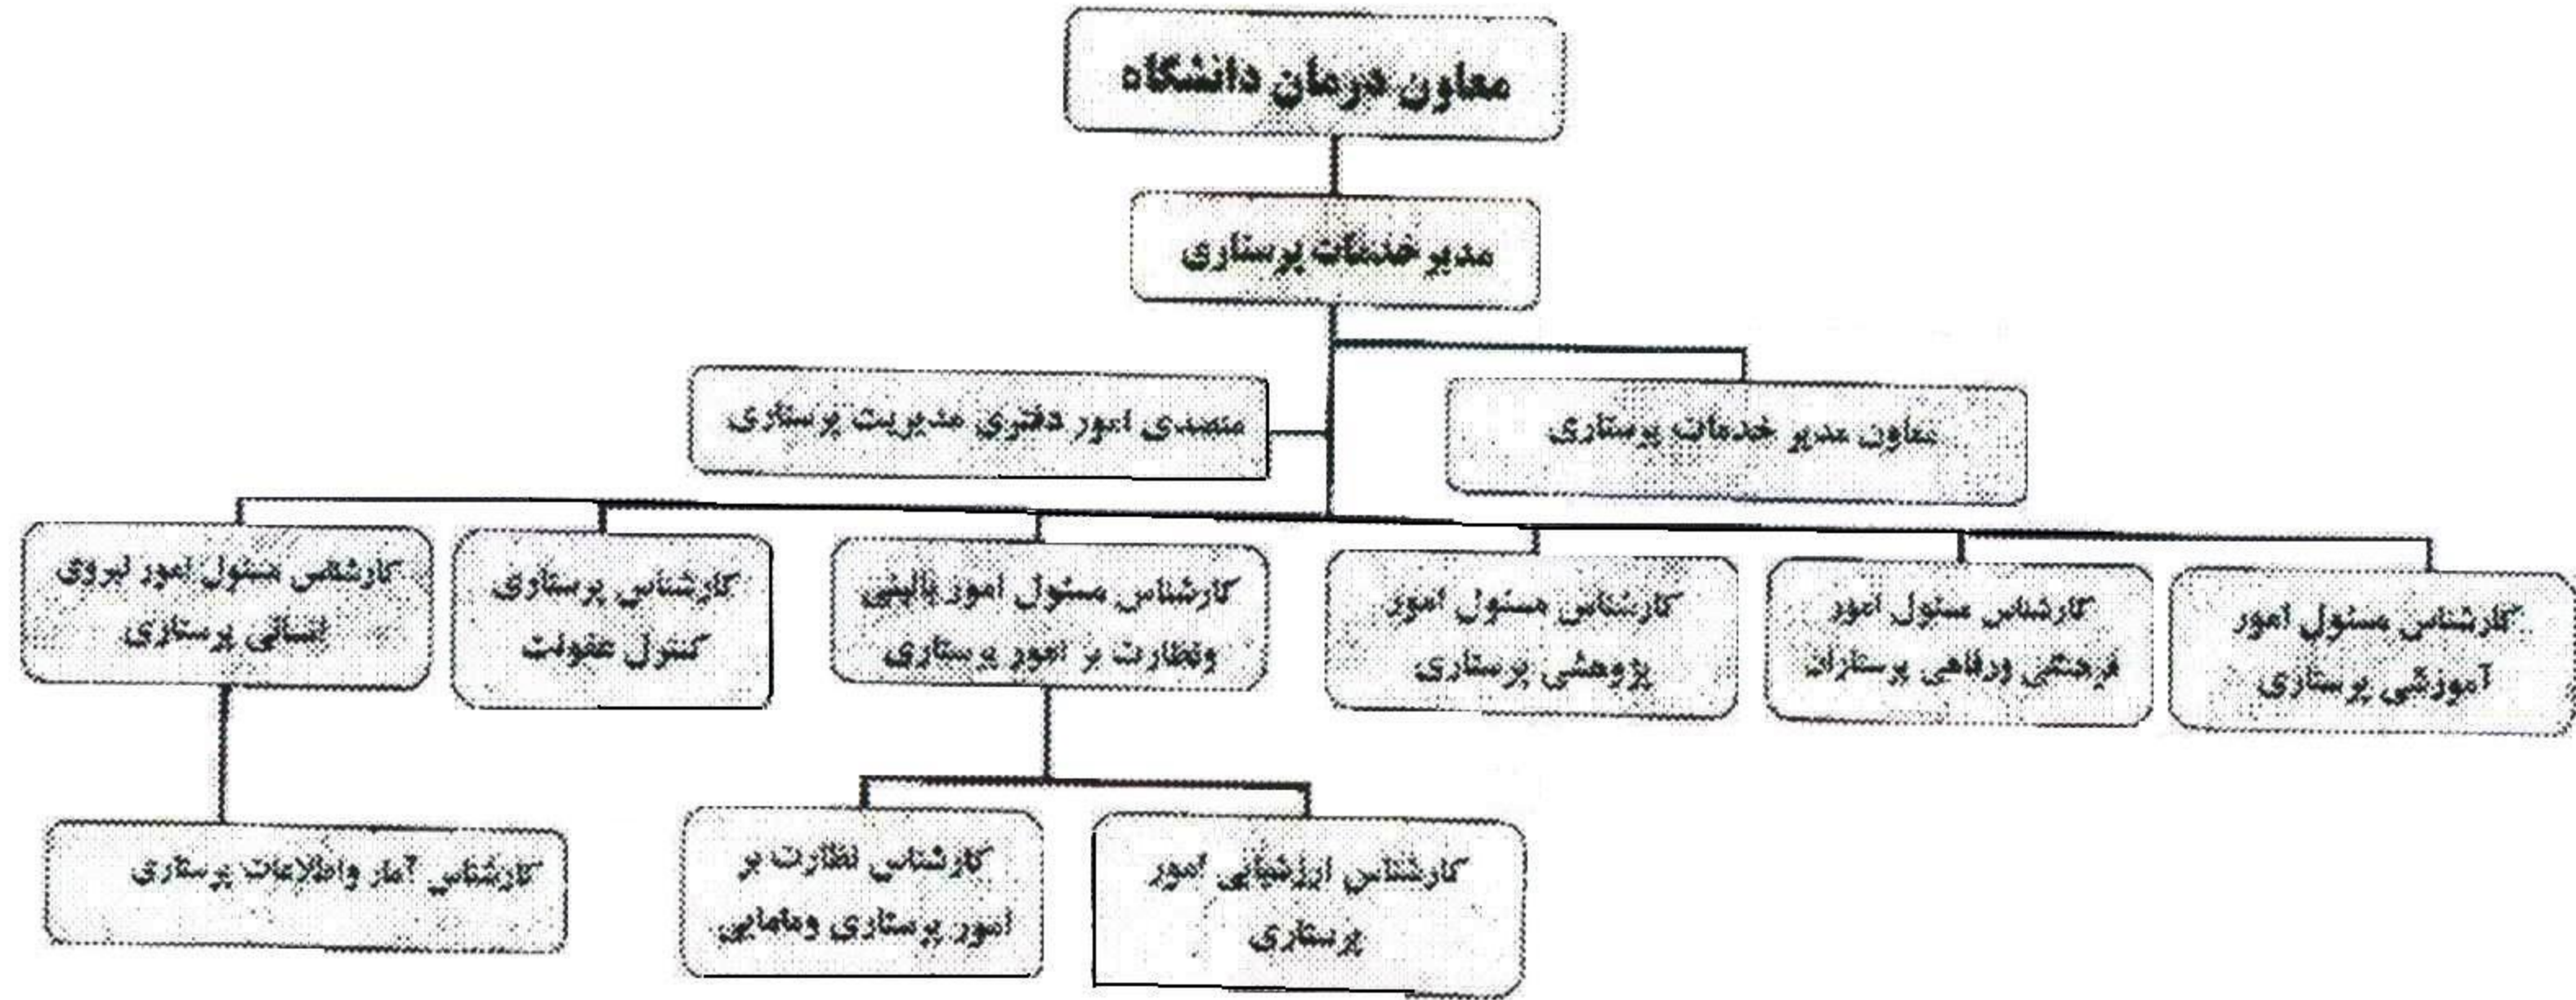 معاون درمان دانشگاه
مدیر خدمات پرستاری
معاون مدیر خدمات پرستاری
متصدی امور دفتری مدیریت پرستاری
کارشناس مسئول امور
آموزشی پرستاری
کارشناس مسئول امور
فرهنگی ورفاهی پرستاران
کارشناس مسئول امور
پژوهشی پرستاری
کارشناس مسئول امور بالینی
ونظارت بر امور پرستاری
کارشناس پرستاری
کنترل عفونت
کارشناس مسئول امور نیروی
انسانی پرستاری
کارشناس ارزشیابی امور
پرستاری
کارشناس نظارت بر
امور پرستاری ومامایی
کارشناس آمار واطلاعات پرستاری